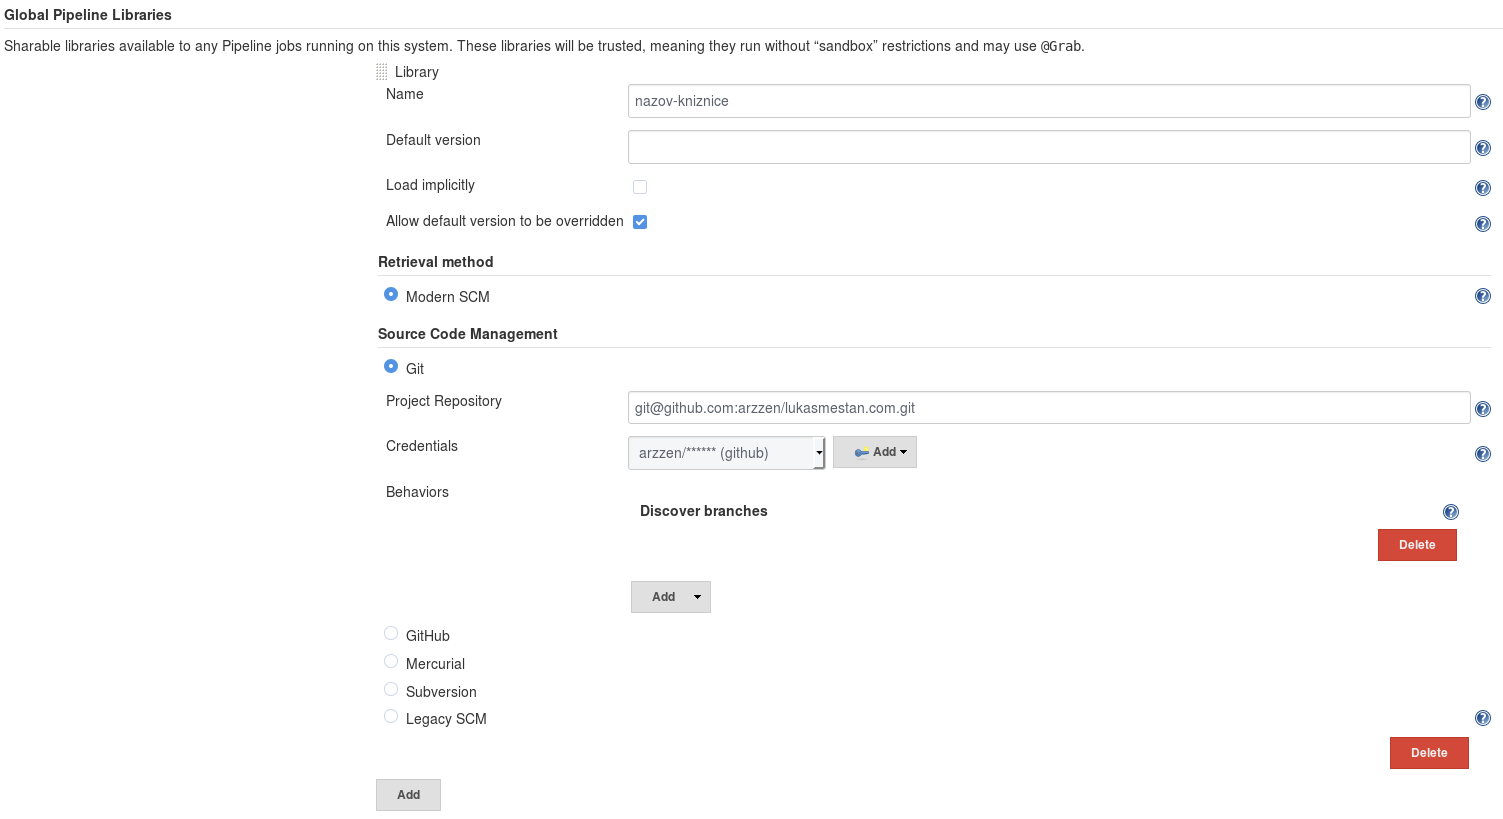 Global Pipeline Libraries
Sharable libraries available to any Pipeline jobs running on this system. These libraries will be trusted, meaning they run without “sandbox” restrictions and may use @Grab.
Library
Name
nazov-kniznice
Default version
Load implicitly
Allow default version to be overridden
Retrieval method
Modern SCM
Source Code Management
Git
Project Repository
git@github.com:arzzen/lukasmestan.com.git
Credentials
arzzen/****** (github)
Add
Behaviors
Discover branches
Delete
Add
GitHub
Mercurial
Subversion
Legacy SCM
Delete
Add